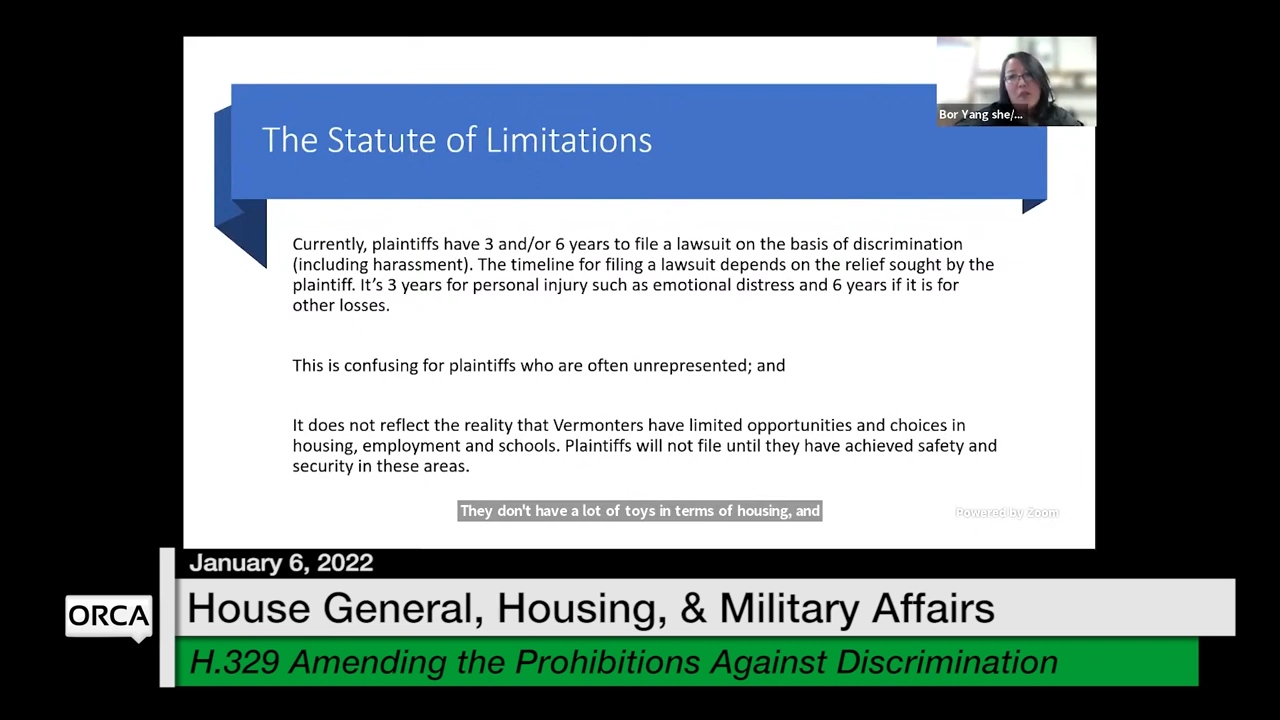 Bor Yang she/...
The Statute of Limitations
Currently, plaintiffs have 3 and/or 6 years to file a lawsuit on the basis of discrimination
(including harassment). The timeline for filing a lawsuit depends on the relief sought by the
plaintiff. It's 3 years for personal injury such as emotional distress and 6 years if it is for
other losses.
This is confusing for plaintiffs who are often unrepresented; and
It does not reflect the reality that Vermonters have limited opportunities and choices in
housing, employment and schools. Plaintiffs will not file until they have achieved safety and
security in these areas.
They don't have a lot of toys in terms of housing, and
Powered by Zoom
January 6, 2022
ORCA
House General, Housing, & Military Affairs
H.329 Amending the Prohibitions Against Discrimination